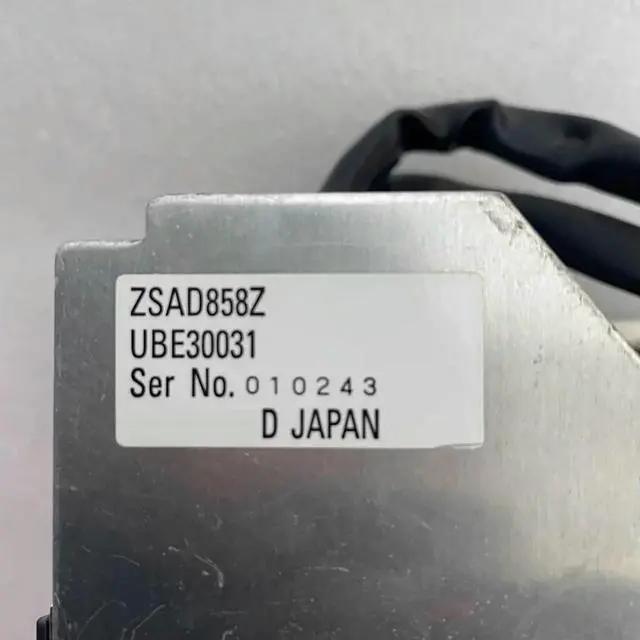 ZSAD858Z
UBE30031
Ser No. 010243
D JAPAN